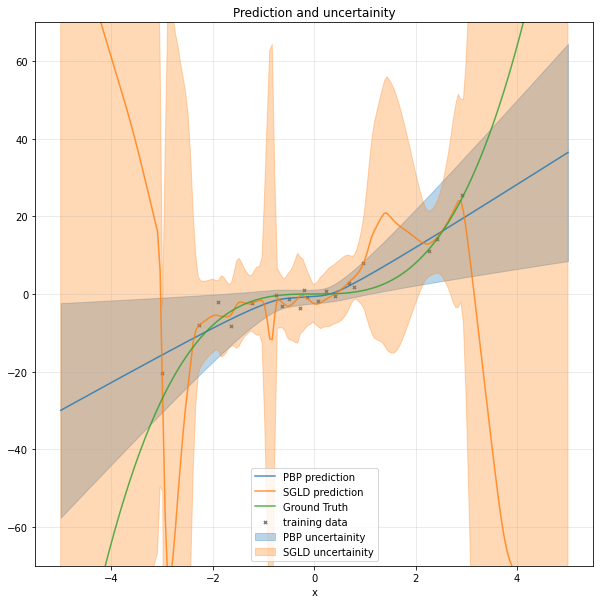 Prediction and uncertainity
60
40
20
0
−20
−40
−60
PBP prediction
SGLD prediction
Ground Truth
training data
PBP uncertainity
SGLD uncertainity
−4 −2 0 2 4
x